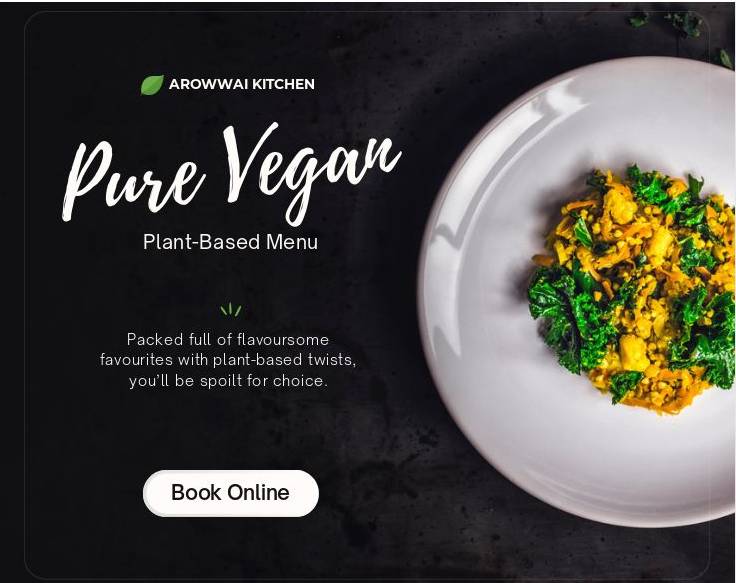 AROWWAI KITCHEN
Pure Vegan
Plant-Based Menu
Packed full of flavoursome
favourites with plant-based twists,
you'll be spoilt for choice.
Book Online